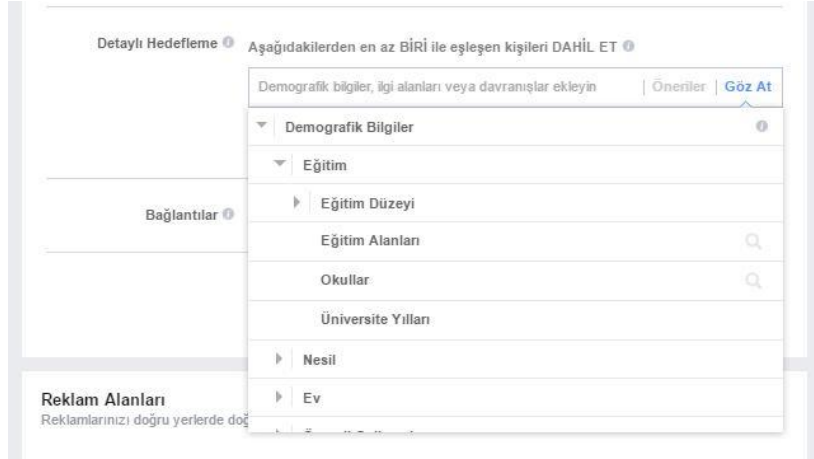 Detaylı Hedefleme Aşağıdakilerden en az BİRİ ile eşleşen kişileri DAHİL ET
Demografik bilgiler, ilgi alanları veya davranışlar ekleyin | Öneriler | Göz At
Demografik Bilgiler
Eğitim
Eğitim Düzeyi
Bağlantılar
Eğitim Alanları
Okullar
Üniversite Yılları
Nesil
Ev
Reklam Alanları
Reklamlarınızı doğru yerlerde